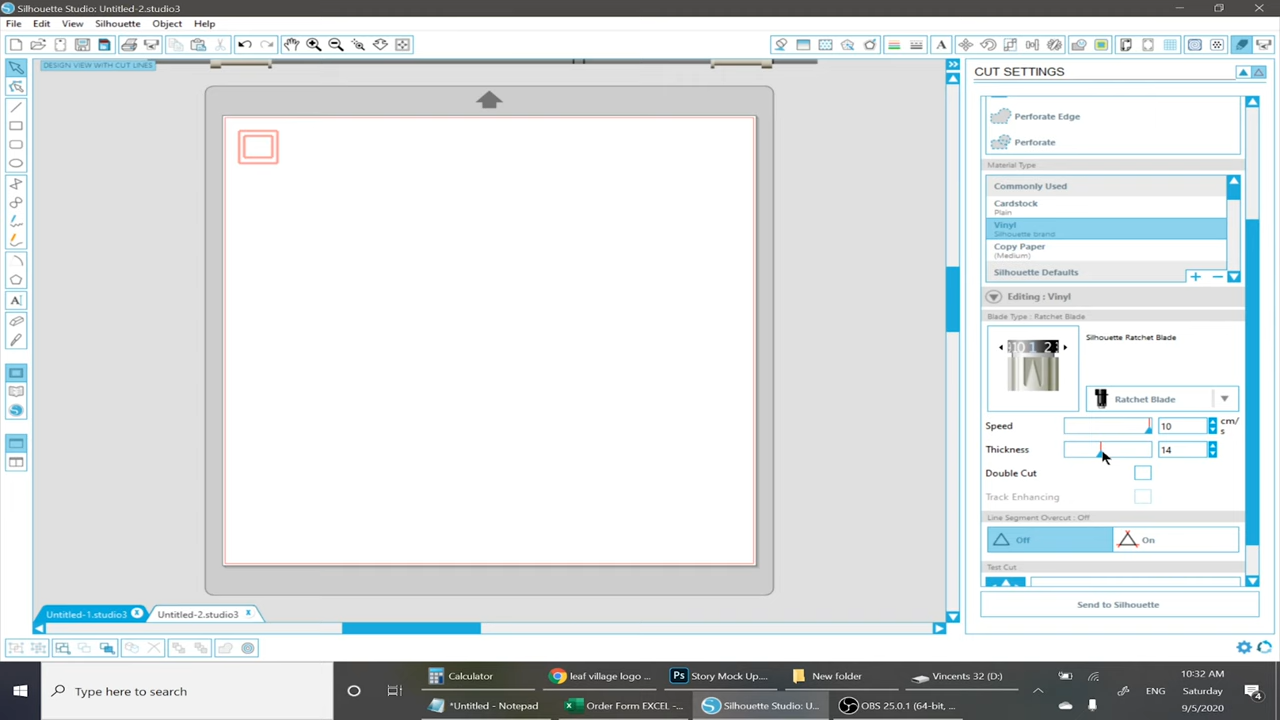 Silhouette Studio: Untitled-2.studio3
File Edit View Silhouette Object Help
DESIGN VIEW WITH CUT LINES
CUT SETTINGS
Perforate Edge
Perforate
Material Type
Commonly Used
Cardstock
Plain
Vinyl
Silhouette brand
Copy Paper
(Medium)
Silhouette Defaults
Editing : Vinyl
Blade Type : Ratchet Blade
10 1 2
Silhouette Ratchet Blade
Ratchet Blade
Speed 10 cm/
s
Thickness 14
Double Cut
Track Enhancing
Line Segment Overcut : Off
Off On
Test Cut
Send to Silhouette
Untitled-1.studio3 Untitled-2.studio3
Type here to search
Calculator
leaf village logo ...
Story Mock Up....
New folder
Vincents 32 (D:)
*Untitled - Notepad
Order Form EXCEL -...
Silhouette Studio: U...
OBS 25.0.1 (64-bit, ...
ENG
10:32 AM
Saturday
9/5/2020
4